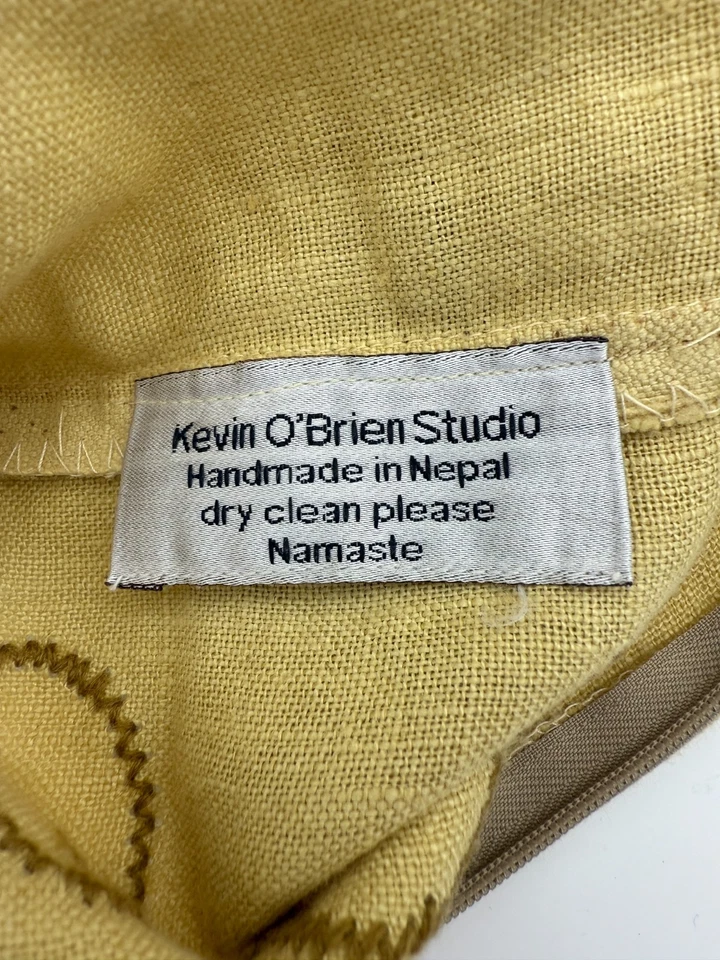 Kevin O'Brien Studio
Handmade in Nepal
dry clean please
Namaste